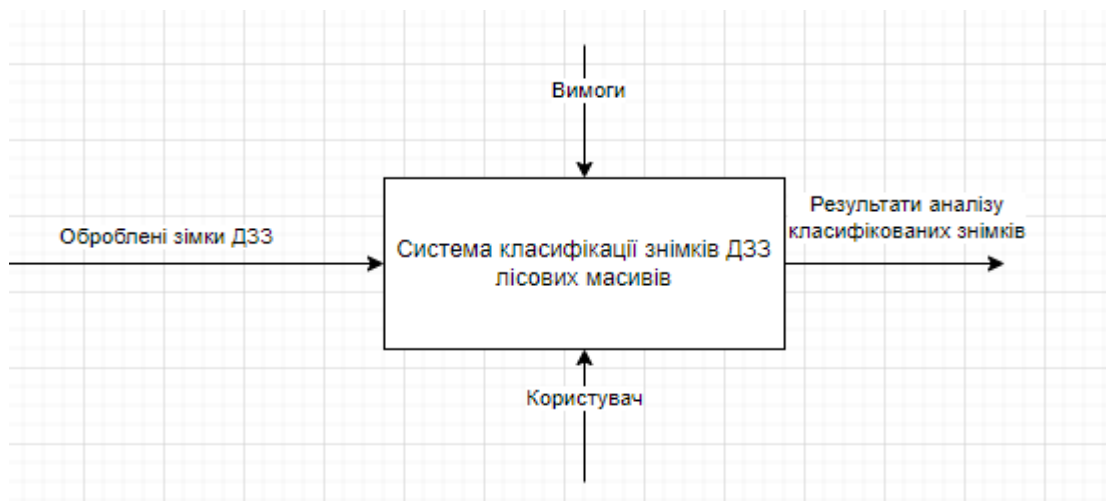 Вимоги
Результати аналізу
класифікованих знімків
Оброблені зімки ДЗЗ
Система класифікації знімків ДЗЗ
лісових масивів
Користувач